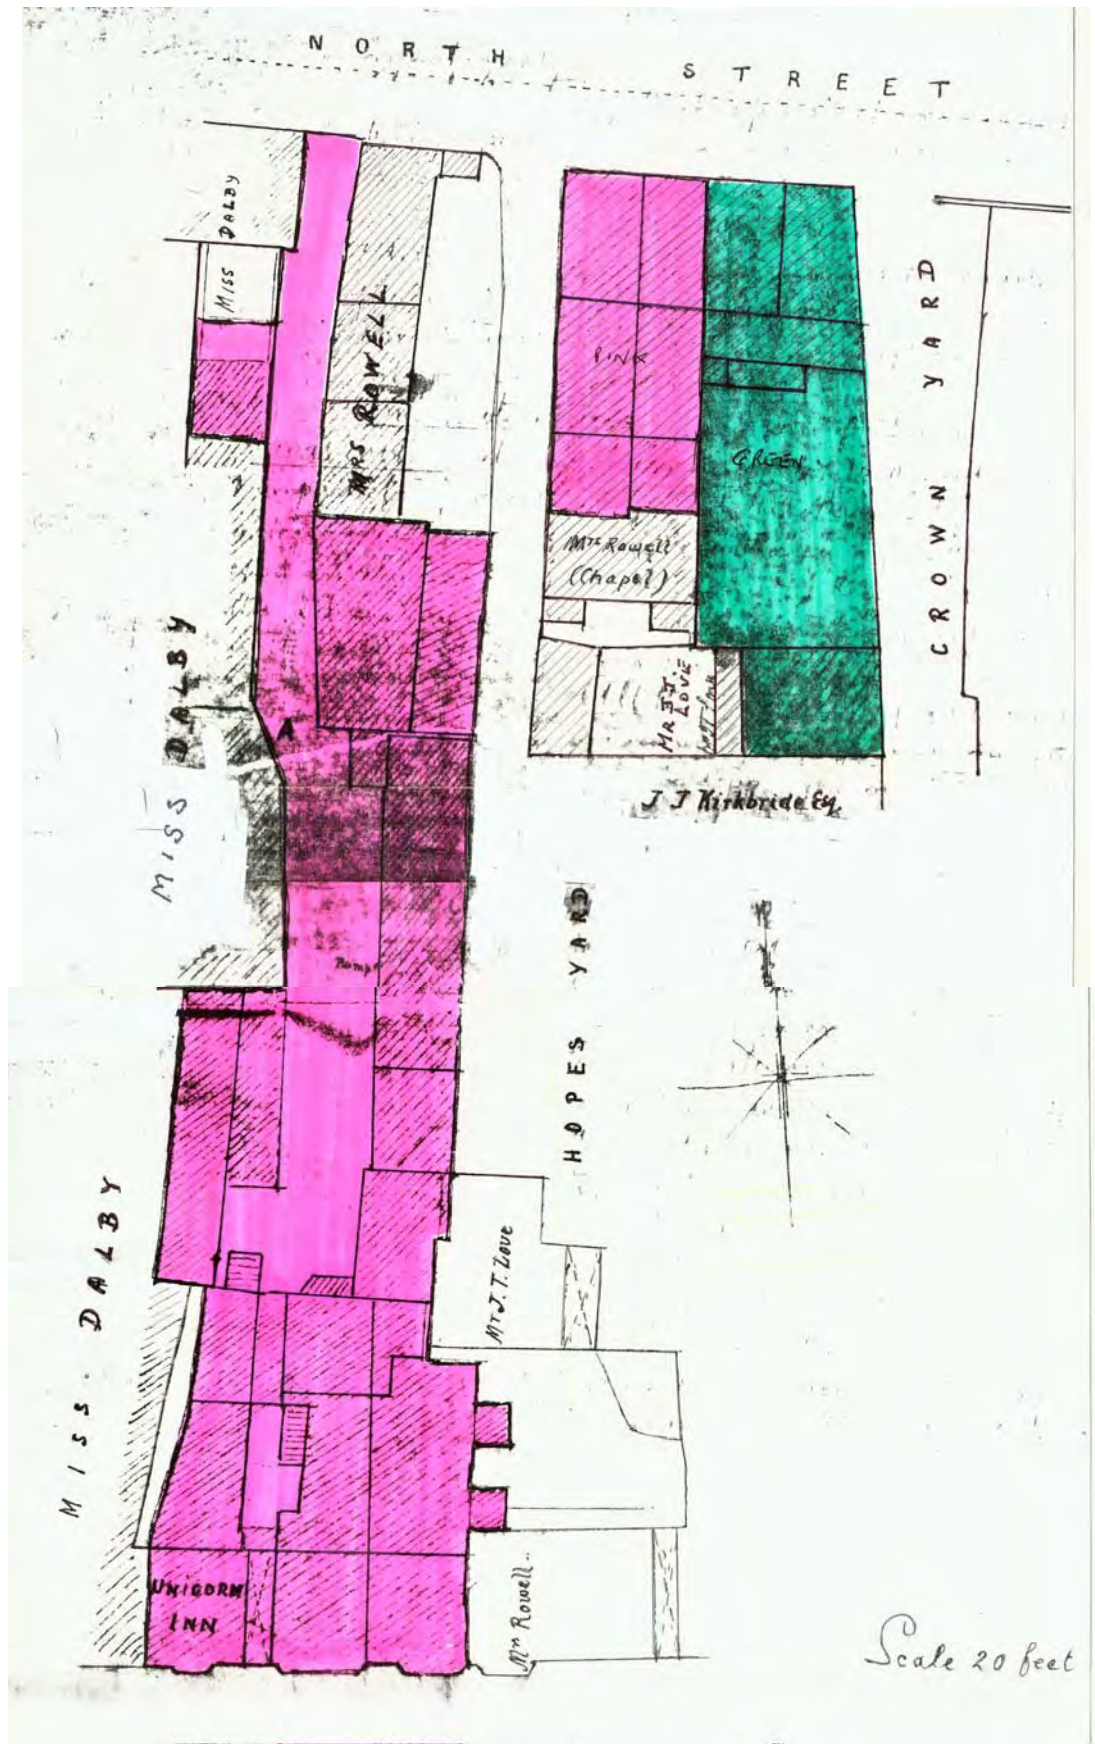 NORTH STREET
MISS DALBY
MRS ROWELL
PINK
GREEN
CROWN YARD
Mrs Rowell
(Chapel)
MR J.T.
LOVE
J J Kirkbride Esq.
MISS DALBY
A
Pump
HOPES YARD
MISS. DALBY
Mr J.T. Love
UNICORN
INN
Mrs Rowell
Scale 20 feet